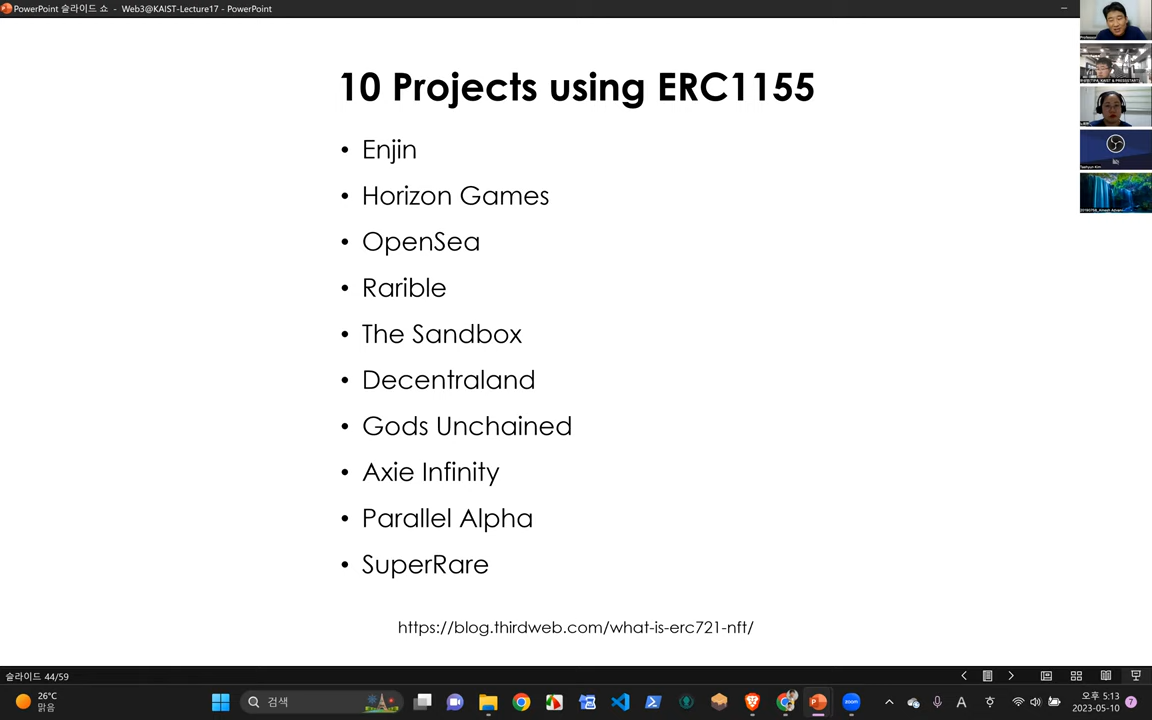 PowerPoint 슬라이드 쇼 - Web3@KAIST-Lecture17 - PowerPoint
10 Projects using ERC1155
• Enjin
• Horizon Games
• OpenSea
• Rarible
• The Sandbox
• Decentraland
• Gods Unchained
• Axie Infinity
• Parallel Alpha
• SuperRare
https://blog.thirdweb.com/what-is-erc721-nft/
슬라이드 44/59
26°C
맑음
검색
zoom
A
오후 5:13
2023-05-10
7